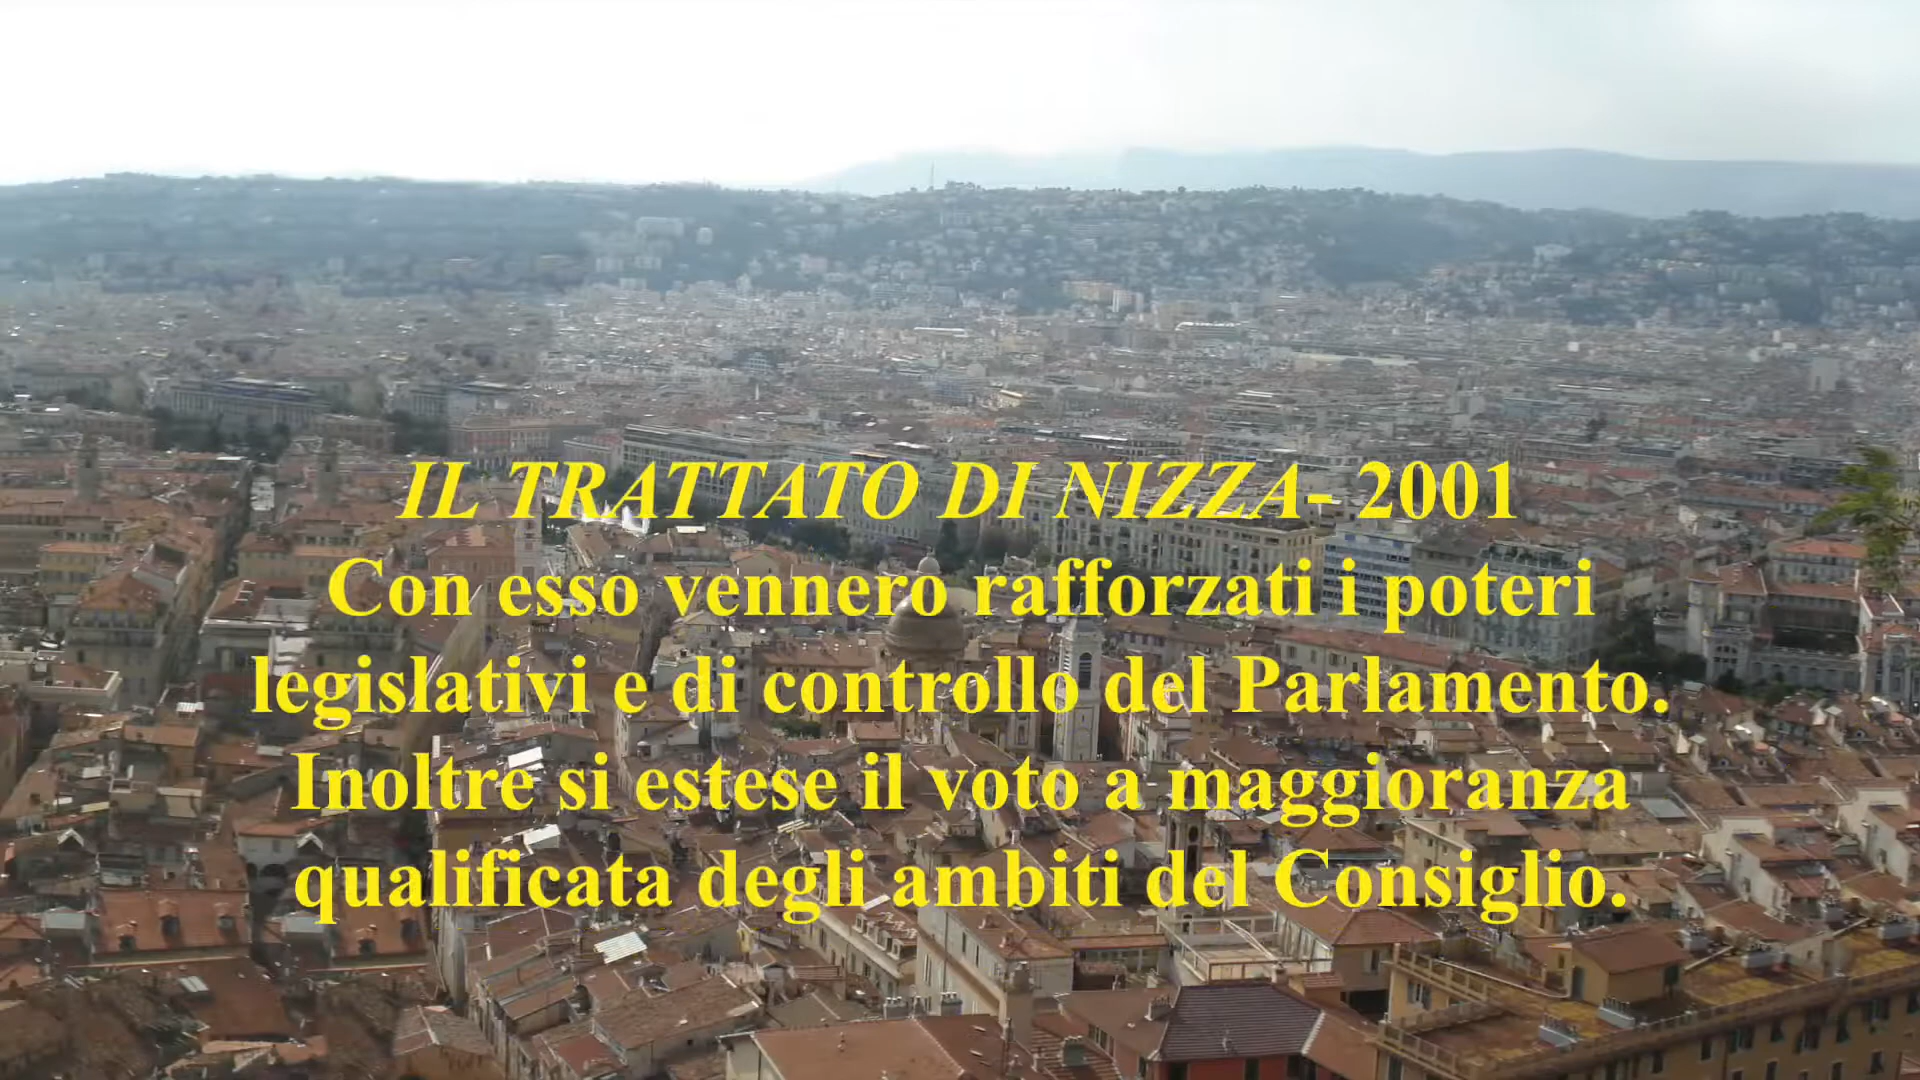 IL TRATTATO DI NIZZA- 2001
Con esso vennero rafforzati i poteri
legislativi e di controllo del Parlamento.
Inoltre si estese il voto a maggioranza
qualificata degli ambiti del Consiglio.